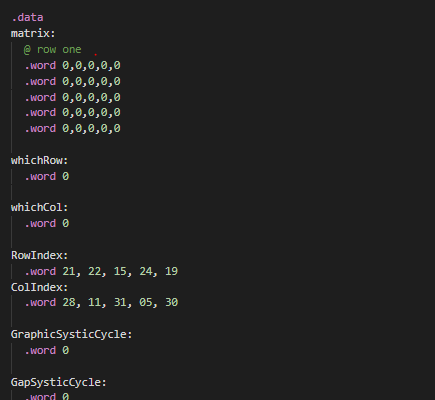 .data
matrix:
@ row one
.word 0,0,0,0,0
.word 0,0,0,0,0
.word 0,0,0,0,0
.word 0,0,0,0,0
.word 0,0,0,0,0
whichRow:
.word 0
whichCol:
.word 0
RowIndex:
.word 21, 22, 15, 24, 19
ColIndex:
.word 28, 11, 31, 05, 30
GraphicSysticCycle:
.word 0
GapSysticCycle:
.word 0